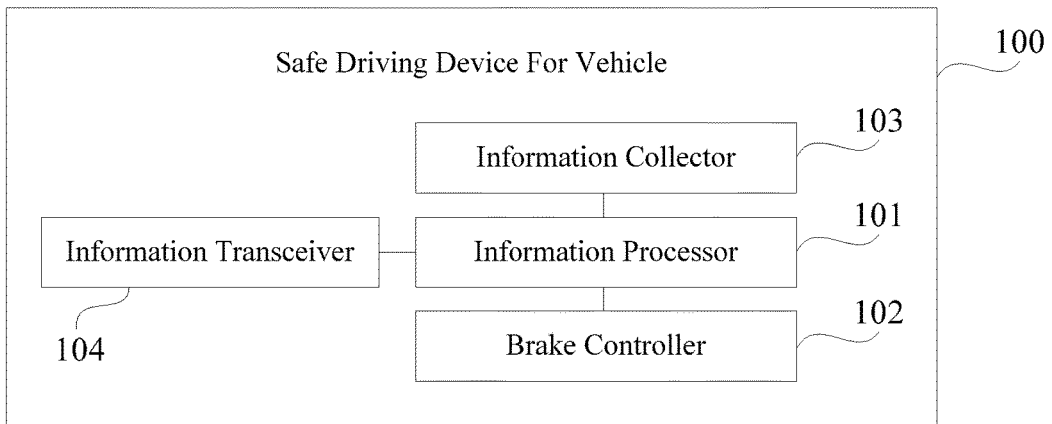 Safe Driving Device For Vehicle
100
103
Information Collector
101
Information Transceiver
Information Processor
102
104
Brake Controller